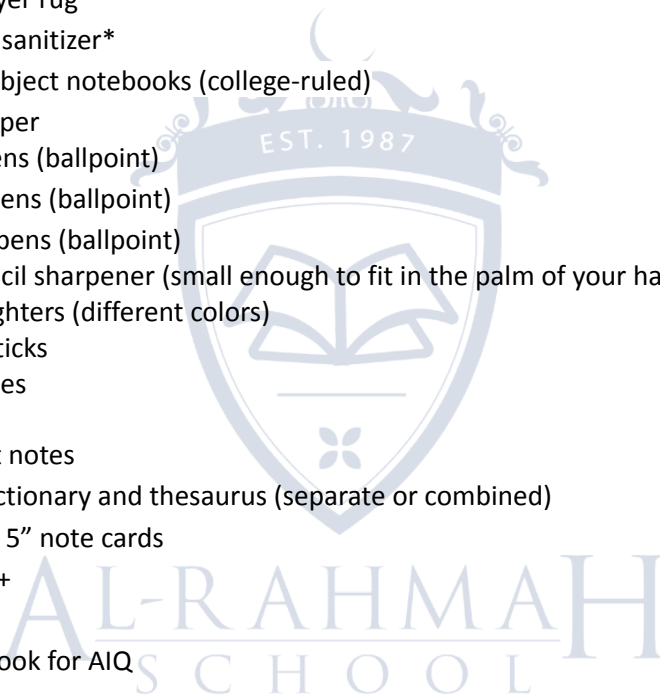 yer rug
sanitizer*
bject notebooks (college-ruled)
per
EST. 1987
ens (ballpoint)
ens (ballpoint)
pens (ballpoint)
cil sharpener (small enough to fit in the palm of your ha
ghters (different colors)
ticks
es
t notes
ctionary and thesaurus (separate or combined)
5” note cards
+
AL-RAHMAH
ook for AIQ
SCHOOL